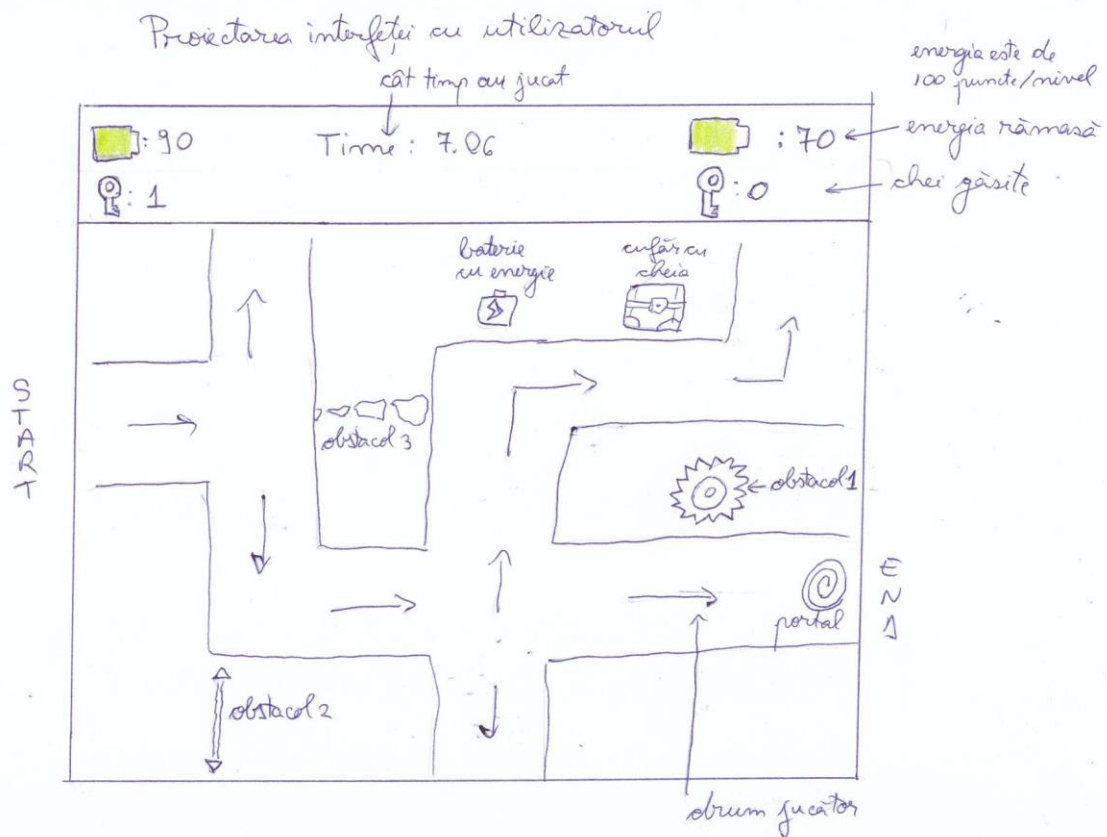 Proiectarea interfeței cu utilizatorul
cât timp au jucat
energia este de
100 puncte/nivel
: 90
Time : 7.06
: 70
energia rămasă
: 1
: 0
chei găsite
baterie
cu energie
cufăr cu
cheia
START
obstacol 3
obstacol 1
END
portal
obstacol 2
drum jucător